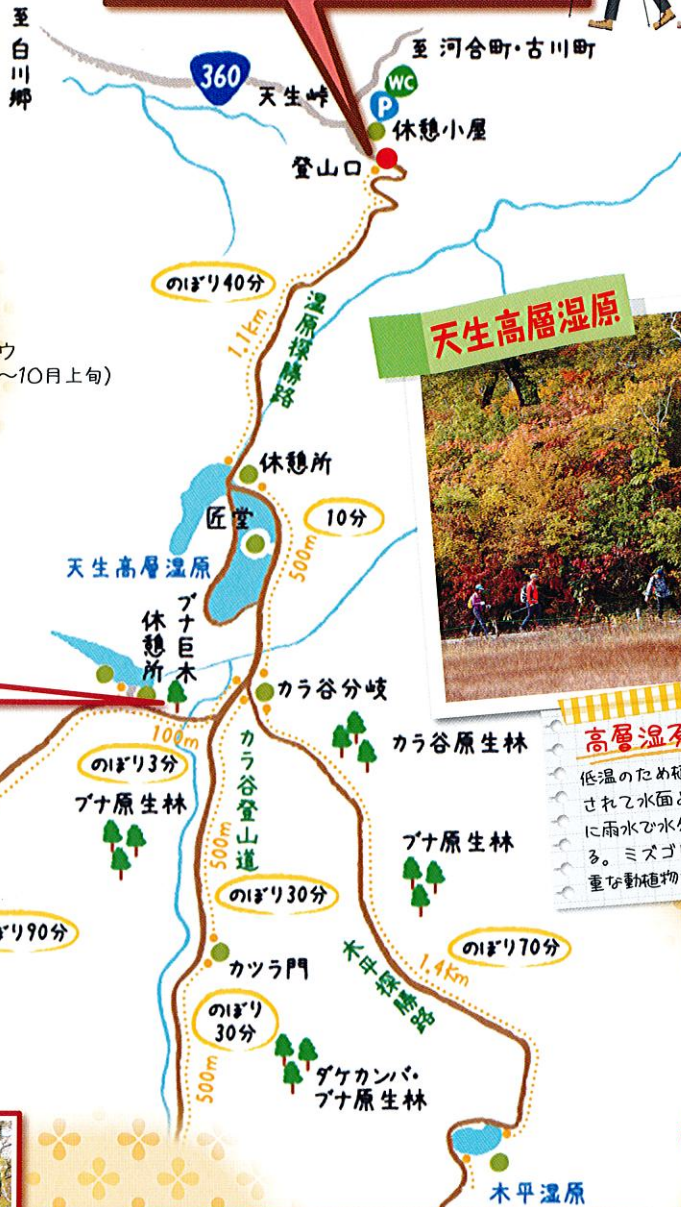 至白川郷
360
天生峠
至 河合町・古川町
WC
P
休憩小屋
登山口
のぼり40分
1.1km
湿原探勝路
ウ
～10月上旬)
天生高層湿原
休憩所
匠堂
10分
500m
天生高層湿原
ブナ巨木
休憩所
カラ谷分岐
100m
のぼり3分
カラ谷登山道
カラ谷原生林
ブナ原生林
500m
ブナ原生林
のぼり30分
ぼり90分
カツラ門
木平探勝路
1.4Km
のぼり70分
のぼり
30分
500m
ダケカンバ・
ブナ原生林
木平湿原
高層湿原
低温のため植
されて水面よ
に雨水で水分
る。ミズゴケ
重な動植物